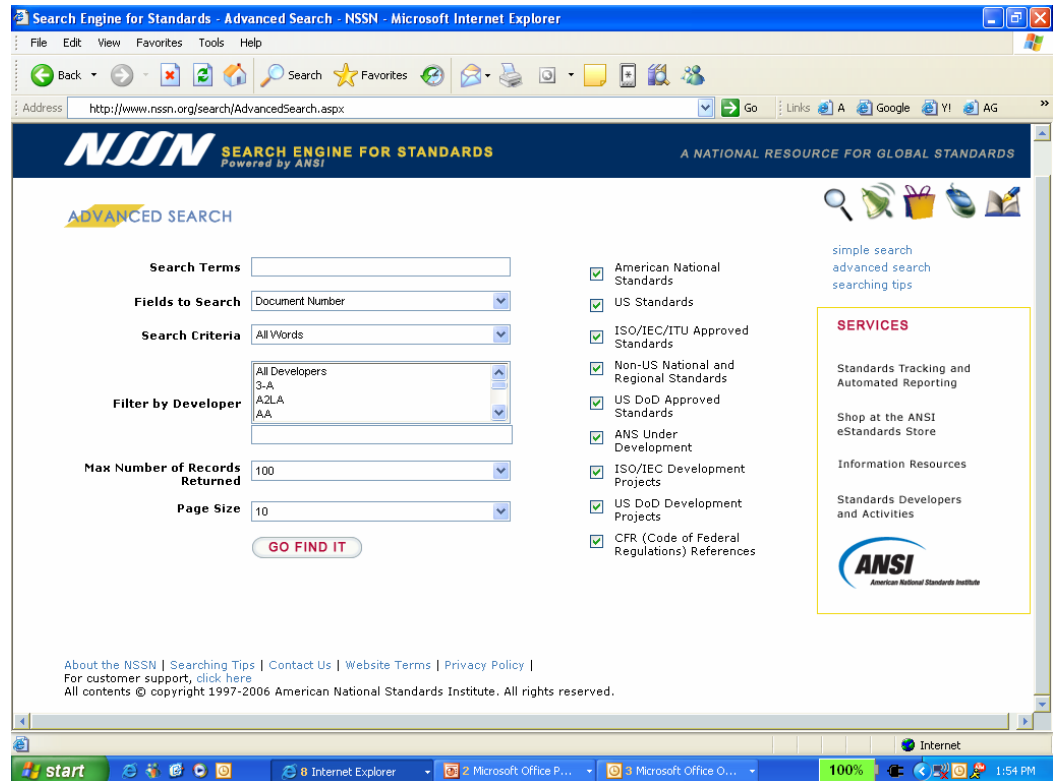 Search Engine for Standards - Advanced Search - NSSN - Microsoft Internet Explorer
File Edit View Favorites Tools Help
Back Search Favorites
Address http://www.nssn.org/search/AdvancedSearch.aspx Go Links A Google Y! AG »
NSSN SEARCH ENGINE FOR STANDARDS
Powered by ANSI
A NATIONAL RESOURCE FOR GLOBAL STANDARDS
ADVANCED SEARCH
Search Terms
Fields to Search Document Number
Search Criteria All Words
Filter by Developer
All Developers
3-A
A2LA
AA
Max Number of Records
Returned
100
Page Size 10
GO FIND IT
American National
Standards
US Standards
ISO/IEC/ITU Approved
Standards
Non-US National and
Regional Standards
US DoD Approved
Standards
ANS Under
Development
ISO/IEC Development
Projects
US DoD Development
Projects
CFR (Code of Federal
Regulations) References
simple search
advanced search
searching tips
SERVICES
Standards Tracking and
Automated Reporting
Shop at the ANSI
eStandards Store
Information Resources
Standards Developers
and Activities
ANSI
American National Standards Institute
About the NSSN | Searching Tips | Contact Us | Website Terms | Privacy Policy |
For customer support, click here
All contents © copyright 1997-2006 American National Standards Institute. All rights reserved.
Internet
start 8 Internet Explorer 2 Microsoft Office P... 3 Microsoft Office O... 100% 1:54 PM